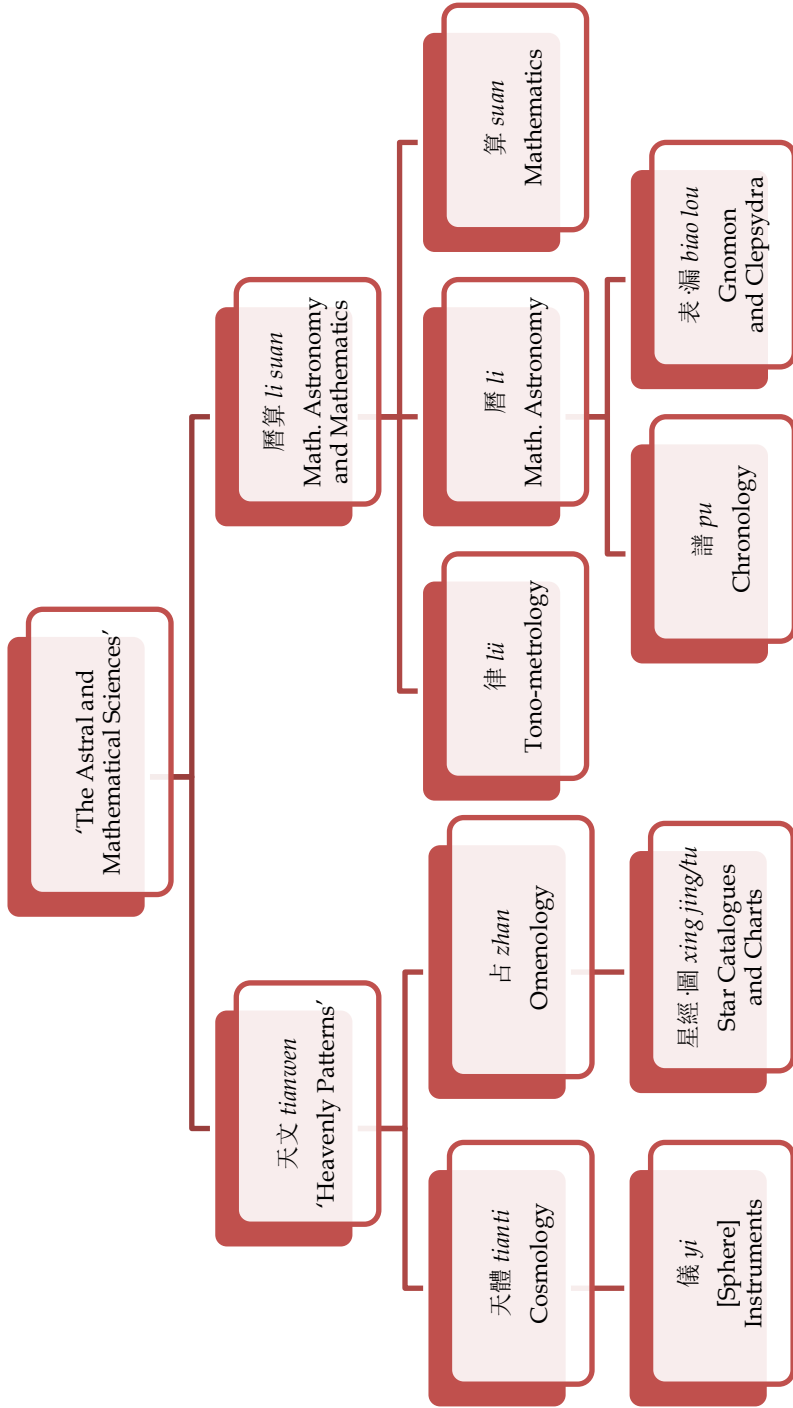 ‘The Astral and
Mathematical Sciences’
天文 tianwen
‘Heavenly Patterns’
曆算 li suan
Math. Astronomy
and Mathematics
天體 tianti
Cosmology
占 zhan
Omenology
律 lü
Tono-metrology
曆 li
Math. Astronomy
算 suan
Mathematics
儀 yi
[Sphere]
Instruments
星經·圖 xing jing/tu
Star Catalogues
and Charts
譜 pu
Chronology
表·漏 biao lou
Gnomon
and Clepsydra